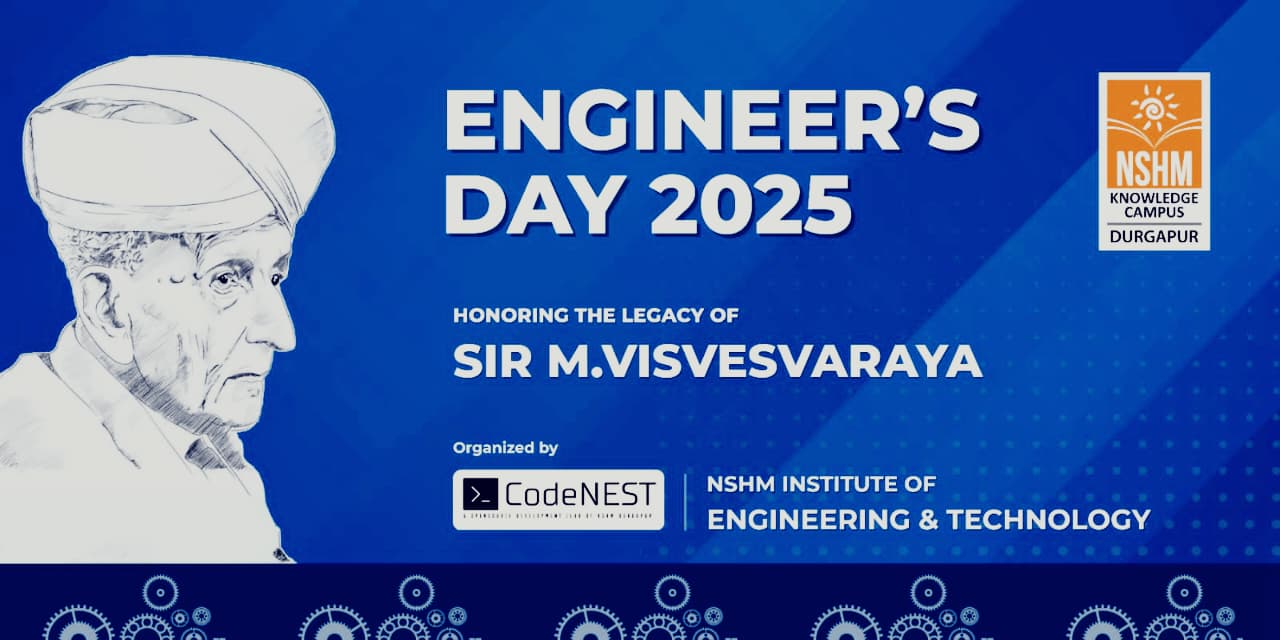 ENGINEER'S
DAY 2025
NSHM
KNOWLEDGE
CAMPUS
DURGAPUR
HONORING THE LEGACY OF
SIR M.VISVESVARAYA
Organized by
>_ CodeNEST
NSHM INSTITUTE OF
ENGINEERING & TECHNOLOGY